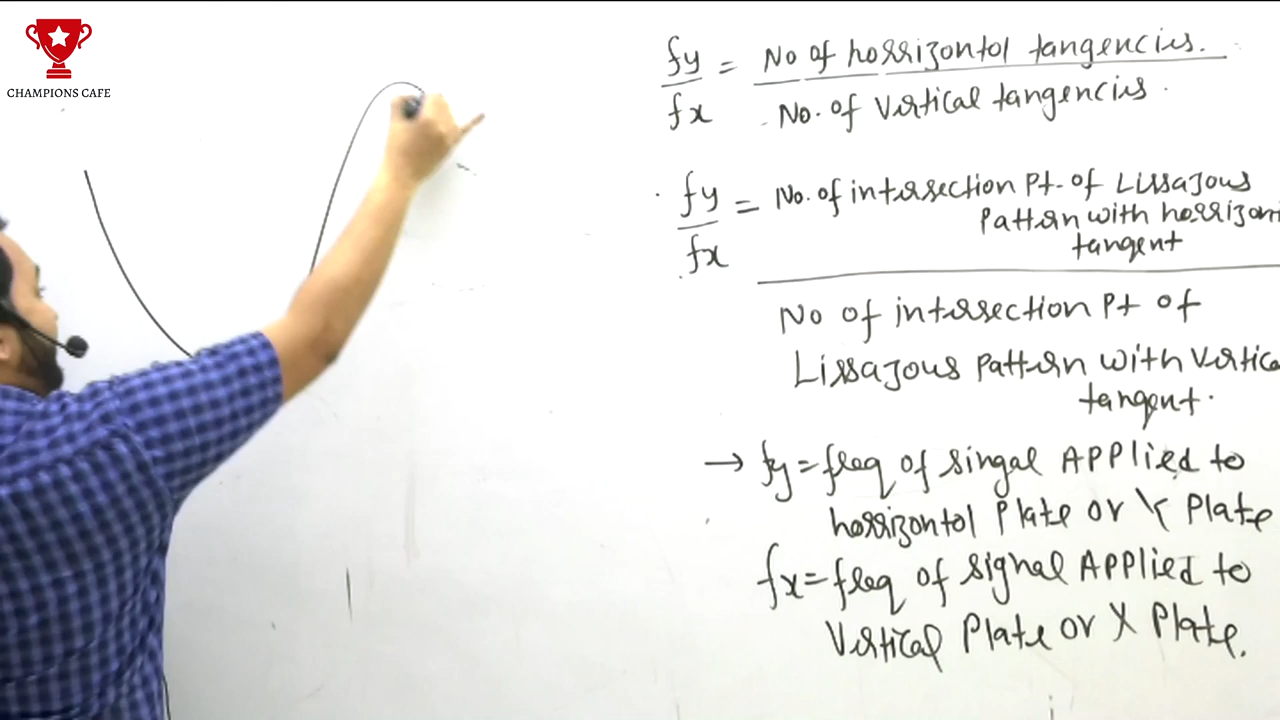 CHAMPIONS CAFE
fy/fx = No of horrizontol tangencies.
No. of Vertical tangencies.
fy/fx = No. of intersection Pt. of Lissajous
Pattern with horrizon
tangent
No of intersection Pt of
Lissajous Pattern with Vertica
tangent.
→ fy = freq of singal APPlied to
horrizontol Plate or Y Plate
fx = freq of signal APPlied to
Vertical Plate or X Plate.